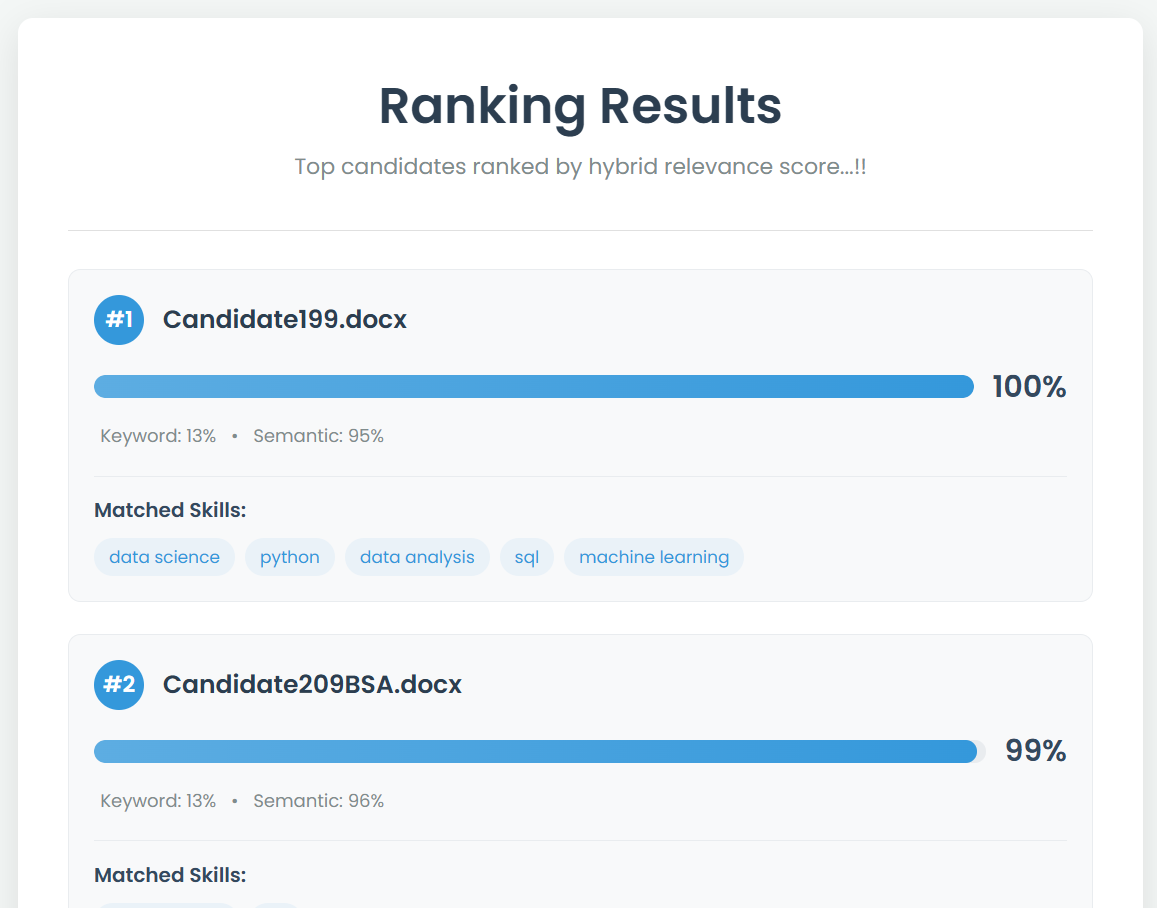 Ranking Results
Top candidates ranked by hybrid relevance score...!!
#1 Candidate199.docx
100%
Keyword: 13% • Semantic: 95%
Matched Skills:
data science python data analysis sql machine learning
#2 Candidate209BSA.docx
99%
Keyword: 13% • Semantic: 96%
Matched Skills: